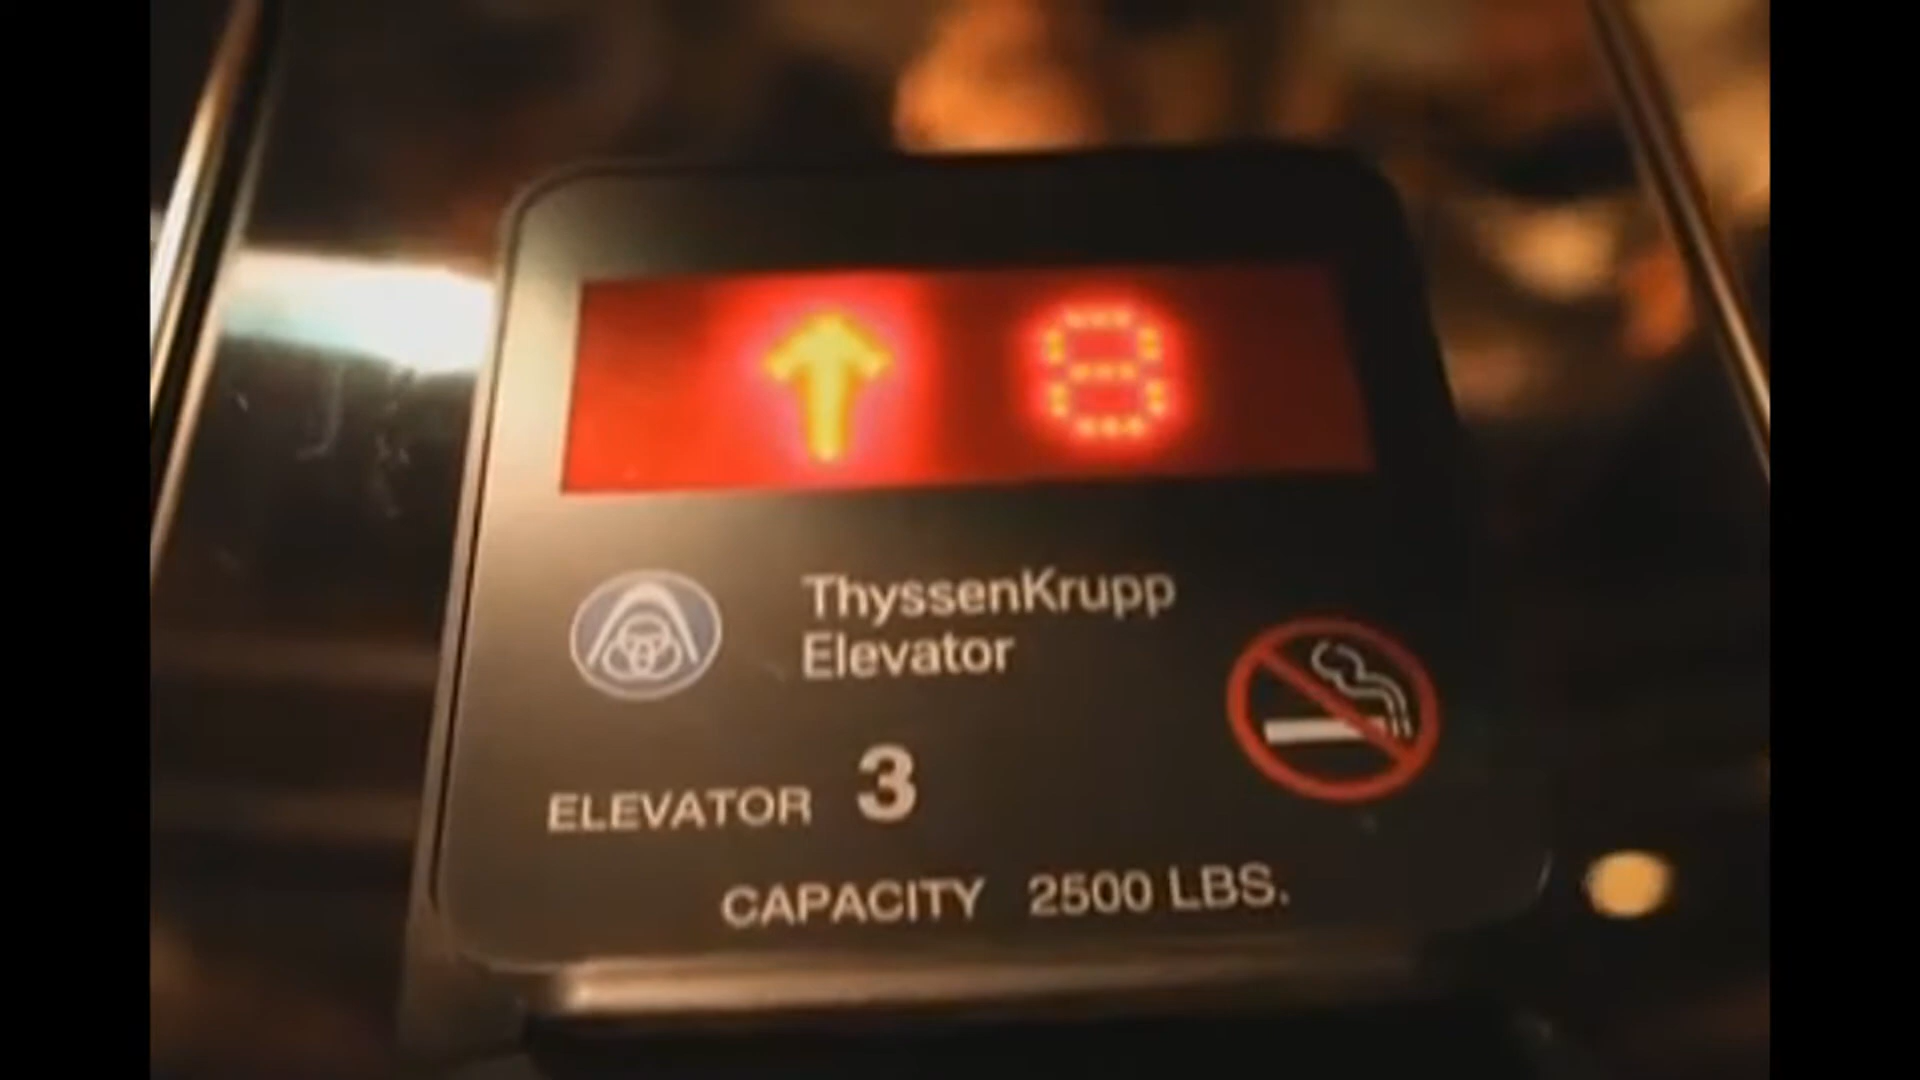 ↑ 8
ThyssenKrupp
Elevator
ELEVATOR 3
CAPACITY 2500 LBS.